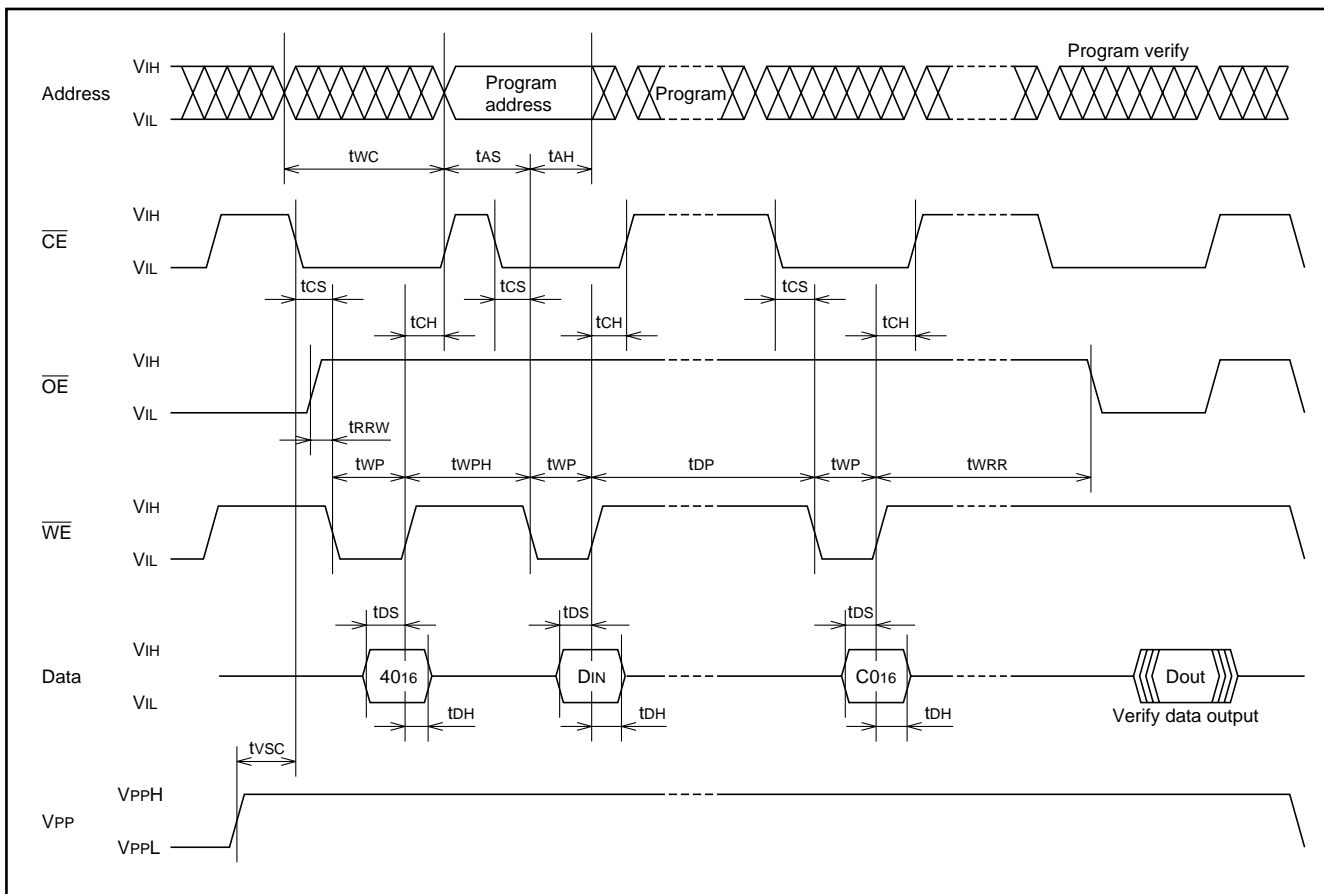 Program verify
VIH
Address
Program address
Program
VIL
tWC
tAS
tAH
VIH
CE
VIL
tCS
tCS
tCS
tCH
tCH
tCH
VIH
OE
VIL
tRRW
tWP
tWPH
tWP
tDP
tWP
tWRR
VIH
WE
VIL
tDS
tDS
tDS
VIH
Data
4016
DIN
C016
Dout
VIL
tDH
tDH
tDH
Verify data output
tVSC
VPPH
VPP
VPPL